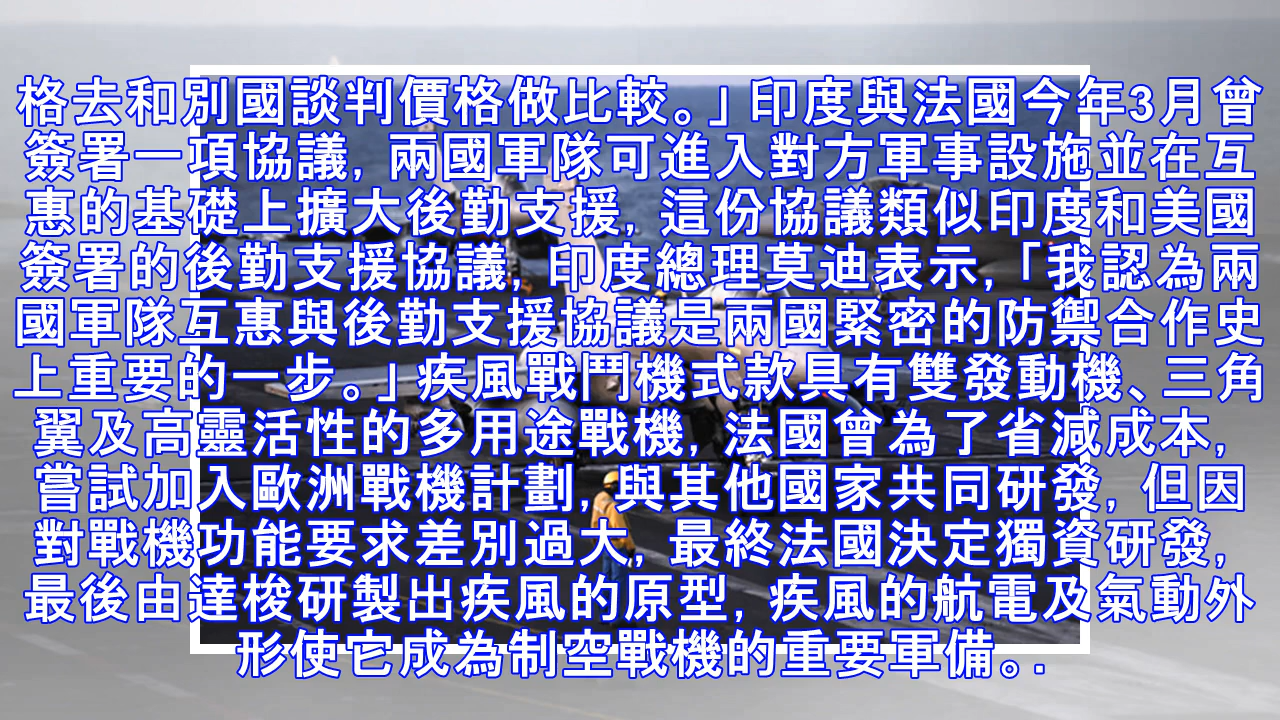 格去和別國談判價格做比較。」印度與法國今年3月曾
簽署一項協議, 兩國軍隊可進入對方軍事設施並在互
惠的基礎上擴大後勤支援, 這份協議類似印度和美國
簽署的後勤支援協議, 印度總理莫迪表示,「我認為兩
國軍隊互惠與後勤支援協議是兩國緊密的防禦合作史
上重要的一步。」疾風戰鬥機式款具有雙發動機、三角
翼及高靈活性的多用途戰機, 法國曾為了省減成本,
嘗試加入歐洲戰機計劃, 與其他國家共同研發, 但因
對戰機功能要求差別過大, 最終法國決定獨資研發,
最後由達梭研製出疾風的原型, 疾風的航電及氣動外
形使它成為制空戰機的重要軍備。.